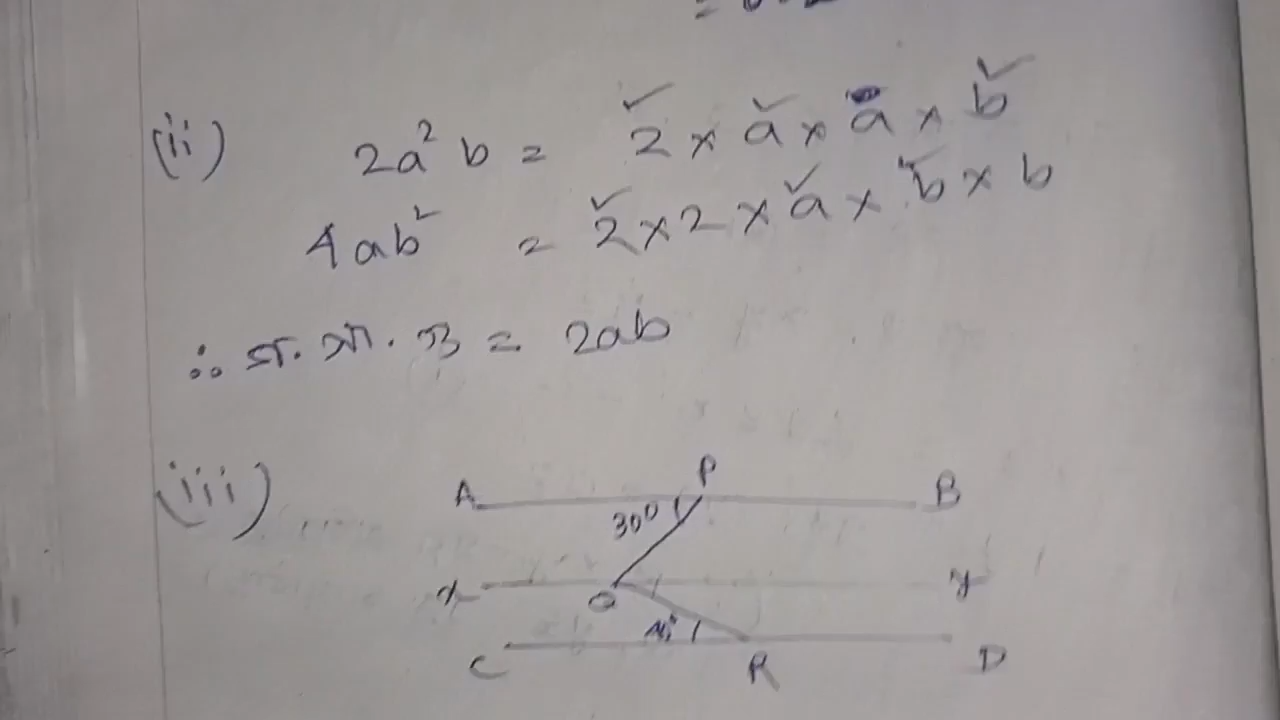 (ii) 2a²b = 2 × a × a × b
4ab² = 2 × 2 × a × b × b
∴ গ. সা. গু = 2ab
(iii)
A P B
30°
x Q y
C R D